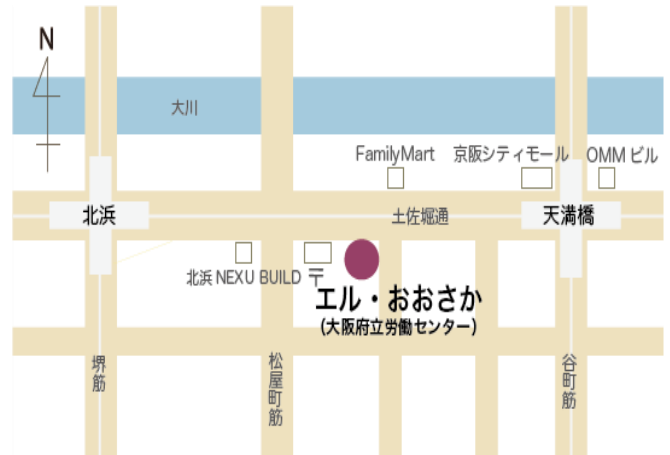 N
大川
FamilyMart
京阪シティモール
OMM ビル
北浜
土佐堀通
天満橋
北浜 NEXU BUILD
〒
エル・おおさか
(大阪府立労働センター)
堺筋
松屋町筋
谷町筋